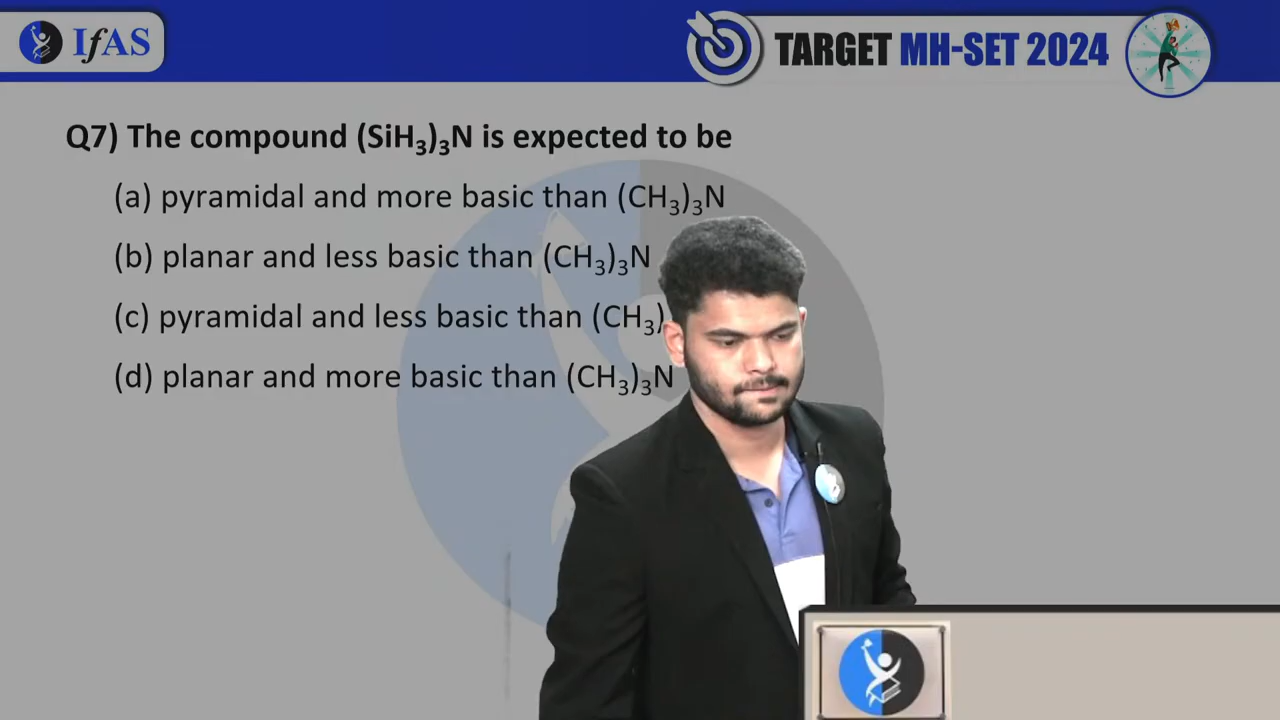 IfAS
TARGET MH-SET 2024
Q7) The compound (SiH₃)₃N is expected to be
(a) pyramidal and more basic than (CH₃)₃N
(b) planar and less basic than (CH₃)₃N
(c) pyramidal and less basic than (CH₃)
(d) planar and more basic than (CH₃)₃N